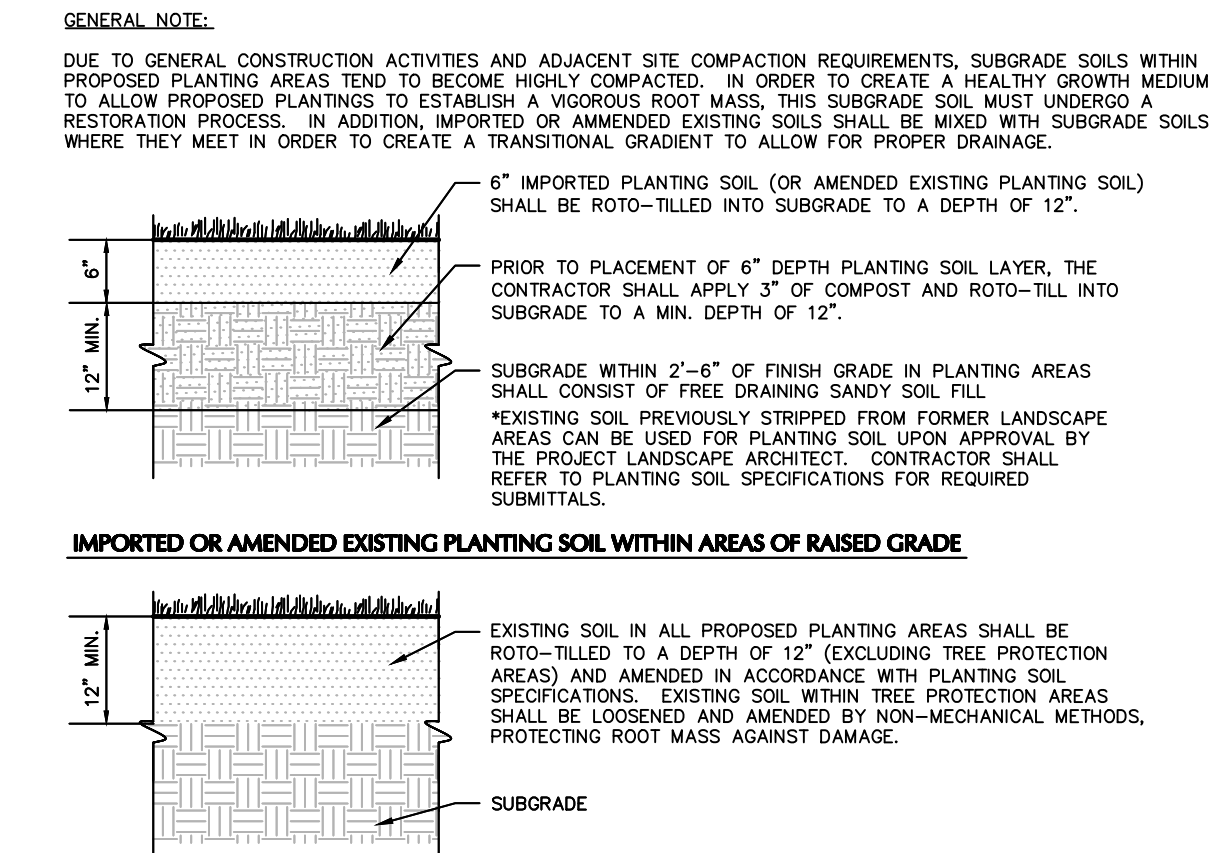 GENERAL NOTE:
DUE TO GENERAL CONSTRUCTION ACTIVITIES AND ADJACENT SITE COMPACTION REQUIREMENTS, SUBGRADE SOILS WITHIN
PROPOSED PLANTING AREAS TEND TO BECOME HIGHLY COMPACTED. IN ORDER TO CREATE A HEALTHY GROWTH MEDIUM
TO ALLOW PROPOSED PLANTINGS TO ESTABLISH A VIGOROUS ROOT MASS, THIS SUBGRADE SOIL MUST UNDERGO A
RESTORATION PROCESS. IN ADDITION, IMPORTED OR AMMENDED EXISTING SOILS SHALL BE MIXED WITH SUBGRADE SOILS
WHERE THEY MEET IN ORDER TO CREATE A TRANSITIONAL GRADIENT TO ALLOW FOR PROPER DRAINAGE.
6" IMPORTED PLANTING SOIL (OR AMENDED EXISTING PLANTING SOIL)
SHALL BE ROTO-TILLED INTO SUBGRADE TO A DEPTH OF 12".
6"
PRIOR TO PLACEMENT OF 6" DEPTH PLANTING SOIL LAYER, THE
CONTRACTOR SHALL APPLY 3" OF COMPOST AND ROTO-TILL INTO
SUBGRADE TO A MIN. DEPTH OF 12".
12" MIN.
SUBGRADE WITHIN 2'-6" OF FINISH GRADE IN PLANTING AREAS
SHALL CONSIST OF FREE DRAINING SANDY SOIL FILL
*EXISTING SOIL PREVIOUSLY STRIPPED FROM FORMER LANDSCAPE
AREAS CAN BE USED FOR PLANTING SOIL UPON APPROVAL BY
THE PROJECT LANDSCAPE ARCHITECT. CONTRACTOR SHALL
REFER TO PLANTING SOIL SPECIFICATIONS FOR REQUIRED
SUBMITTALS.
IMPORTED OR AMENDED EXISTING PLANTING SOIL WITHIN AREAS OF RAISED GRADE
12" MIN.
EXISTING SOIL IN ALL PROPOSED PLANTING AREAS SHALL BE
ROTO-TILLED TO A DEPTH OF 12" (EXCLUDING TREE PROTECTION
AREAS) AND AMENDED IN ACCORDANCE WITH PLANTING SOIL
SPECIFICATIONS. EXISTING SOIL WITHIN TREE PROTECTION AREAS
SHALL BE LOOSENED AND AMENDED BY NON-MECHANICAL METHODS,
PROTECTING ROOT MASS AGAINST DAMAGE.
SUBGRADE